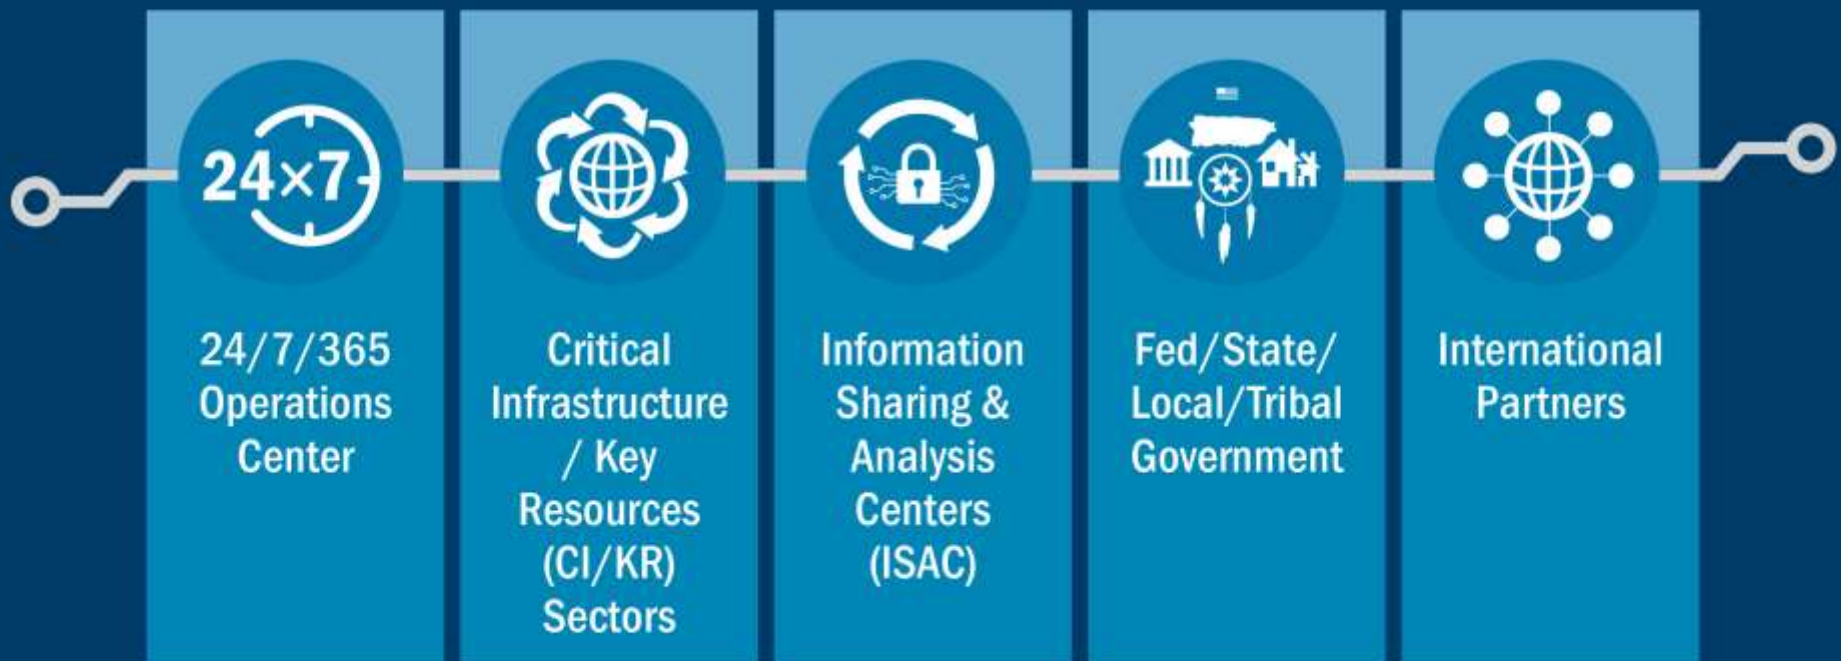 24×7
24/7/365
Operations
Center
Critical
Infrastructure
/ Key
Resources
(CI/KR)
Sectors
Information
Sharing &
Analysis
Centers
(ISAC)
Fed/State/
Local/Tribal
Government
International
Partners